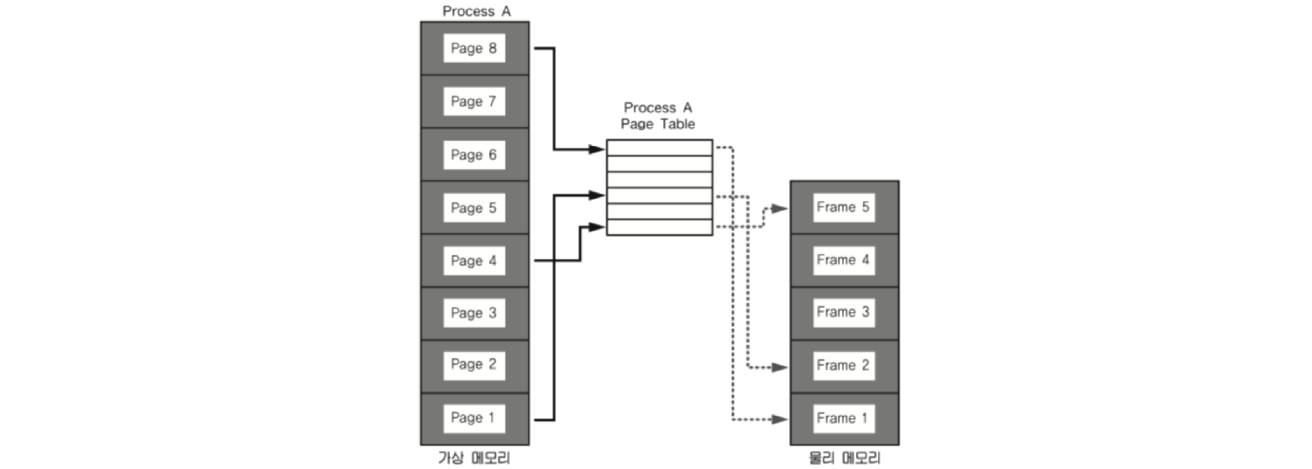 Process A
Page 8
Page 7
Page 6
Page 5
Page 4
Page 3
Page 2
Page 1
가상 메모리
Process A
Page Table
Frame 5
Frame 4
Frame 3
Frame 2
Frame 1
물리 메모리